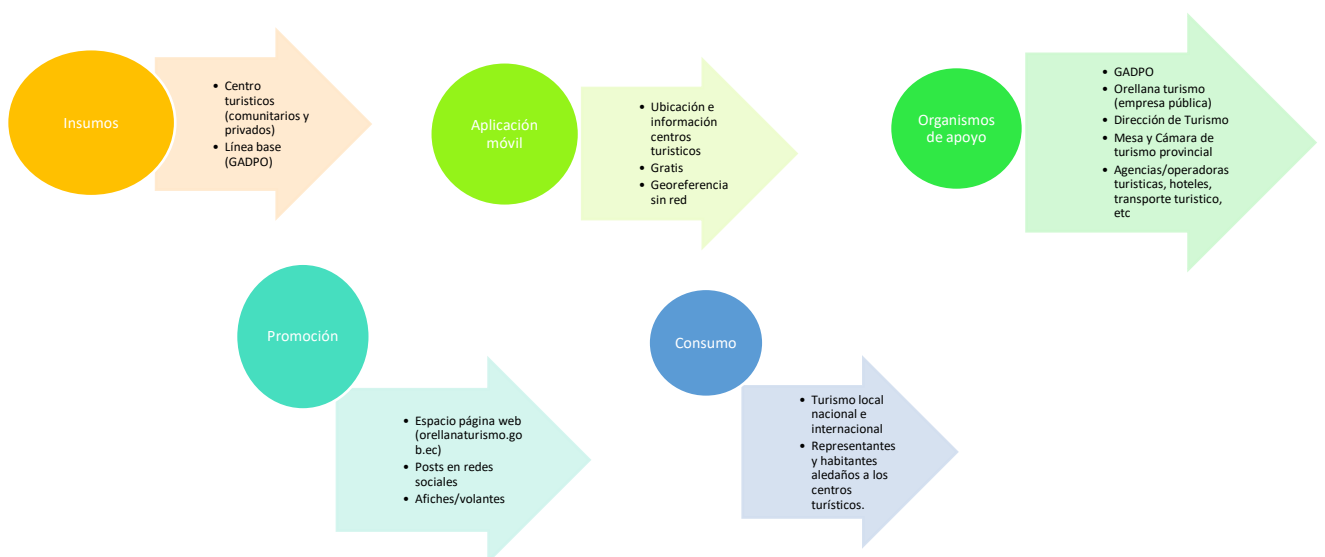 Insumos
• Centro
turisticos
(comunitarios y
privados)
• Línea base
(GADPO)
Aplicación
móvil
• Ubicación e
información
centros
turisticos
• Gratis
• Georeferencia
sin red
Organismos
de apoyo
• GADPO
• Orellana turismo
(empresa pública)
• Dirección de Turismo
• Mesa y Cámara de
turismo provincial
• Agencias/operadoras
turisticas, hoteles,
transporte turistico,
etc
Promoción
• Espacio página web
(orellanaturismo.go
b.ec)
• Posts en redes
sociales
• Afiches/volantes
Consumo
• Turismo local
nacional e
internacional
• Representantes
y habitantes
aledaños a los
centros
turísticos.